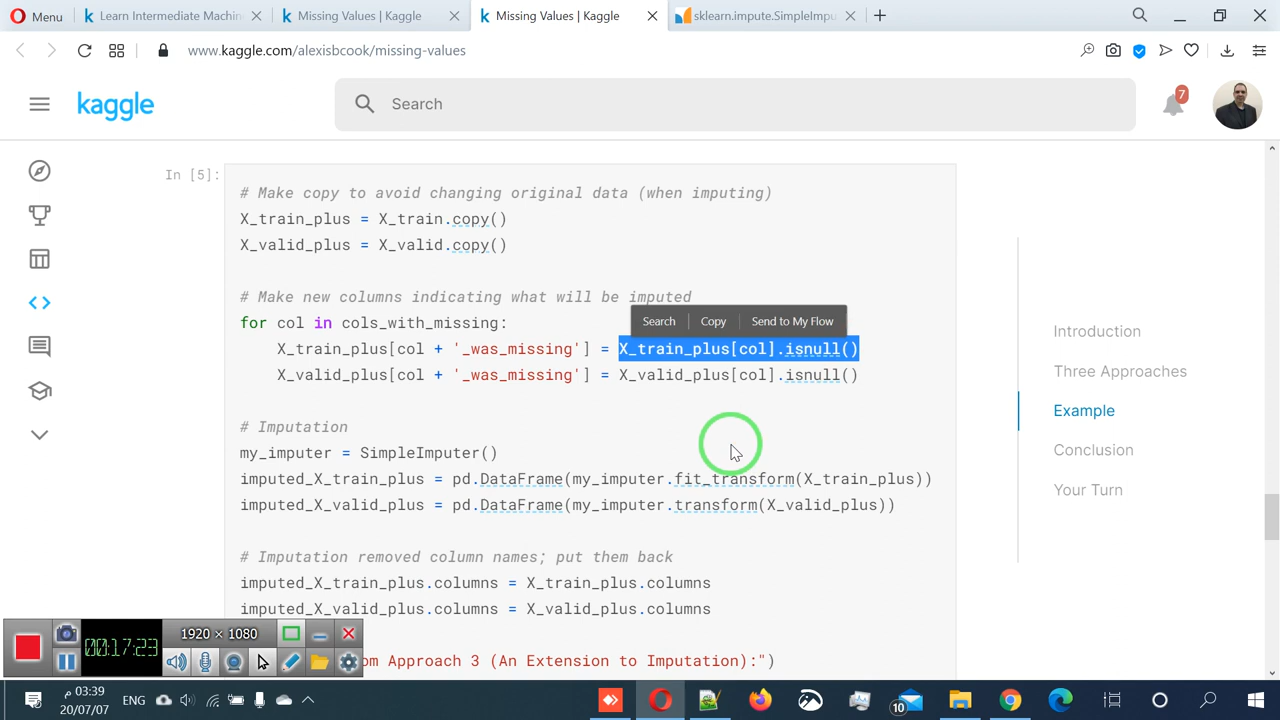 Menu
Learn Intermediate Machin
Missing Values | Kaggle
Missing Values | Kaggle
sklearn.impute.SimpleImpu
www.kaggle.com/alexisbcook/missing-values
kaggle
Search
7
In [5]:
# Make copy to avoid changing original data (when imputing)
X_train_plus = X_train.copy()
X_valid_plus = X_valid.copy()
# Make new columns indicating what will be imputed
for col in cols_with_missing:
Search
Copy
Send to My Flow
X_train_plus[col + '_was_missing'] = X_train_plus[col].isnull()
X_valid_plus[col + '_was_missing'] = X_valid_plus[col].isnull()
# Imputation
my_imputer = SimpleImputer()
imputed_X_train_plus = pd.DataFrame(my_imputer.fit_transform(X_train_plus))
imputed_X_valid_plus = pd.DataFrame(my_imputer.transform(X_valid_plus))
# Imputation removed column names; put them back
imputed_X_train_plus.columns = X_train_plus.columns
imputed_X_valid_plus.columns = X_valid_plus.columns
om Approach 3 (An Extension to Imputation):")
Introduction
Three Approaches
Example
Conclusion
Your Turn
00:17:23
1920 × 1080
03:39 م
20/07/07
ENG
10